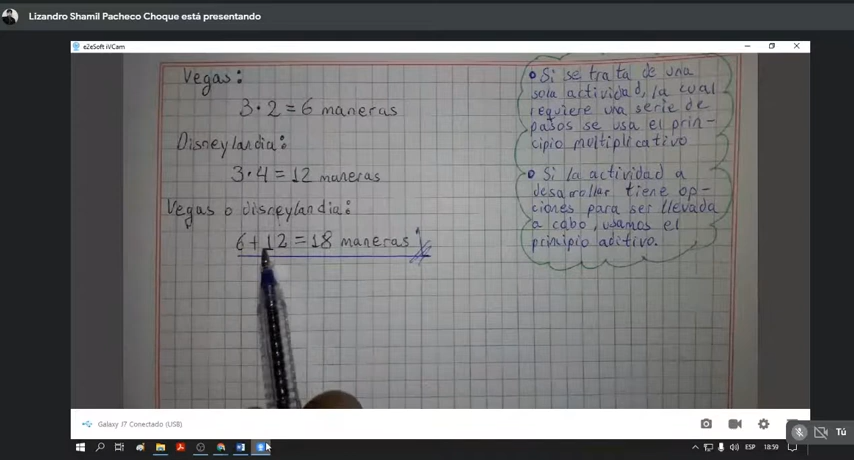 Lizandro Shamil Pacheco Choque está presentando
e2eSoft iVCam
Vegas:
3·2=6 maneras
Disneylandia:
3·4=12 maneras
Vegas o disneylandia:
6+12=18 maneras
• Si se trata de una
sola actividad, la cual
requiere una serie de
pasos se usa el prin-
cipio multiplicativo
• Si la actividad a
desarrollar tiene op-
ciones para ser llevada
a cabo, usamos el
principio aditivo.
Galaxy J7 Conectado (USB)
Tú
ESP
18:59